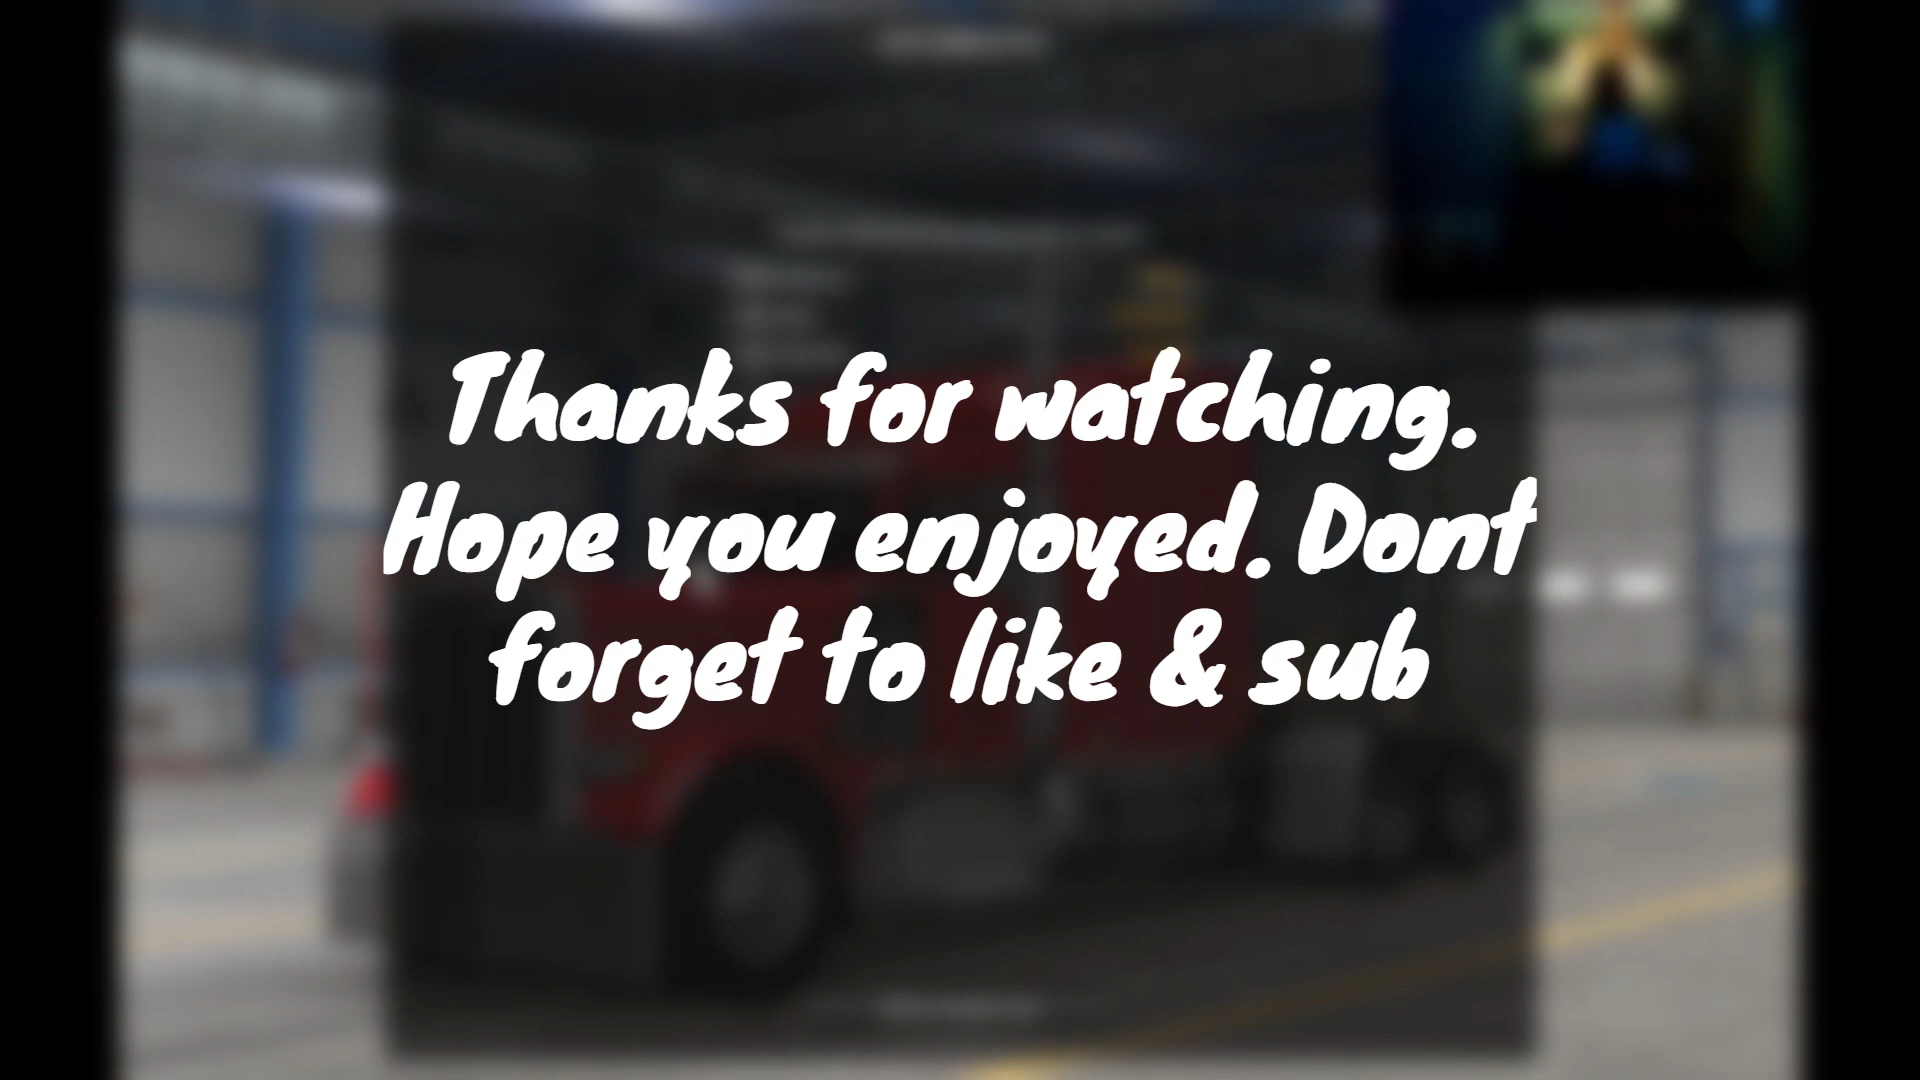 Thanks for watching.
Hope you enjoyed. Dont
forget to like & sub